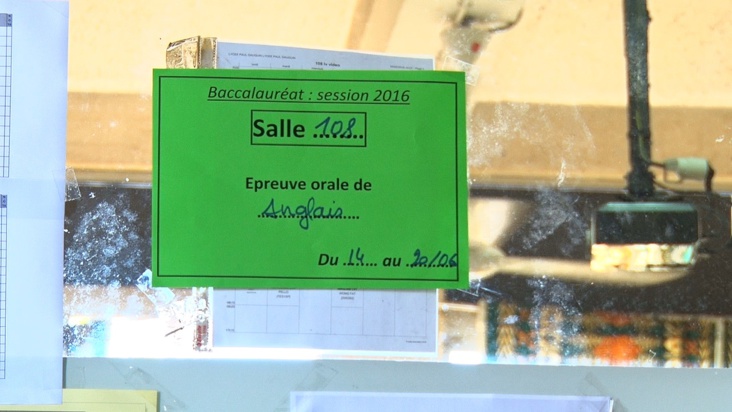 Baccalauréat : session 2016
Salle 108
Epreuve orale de
Anglais
Du 14 au 20/06